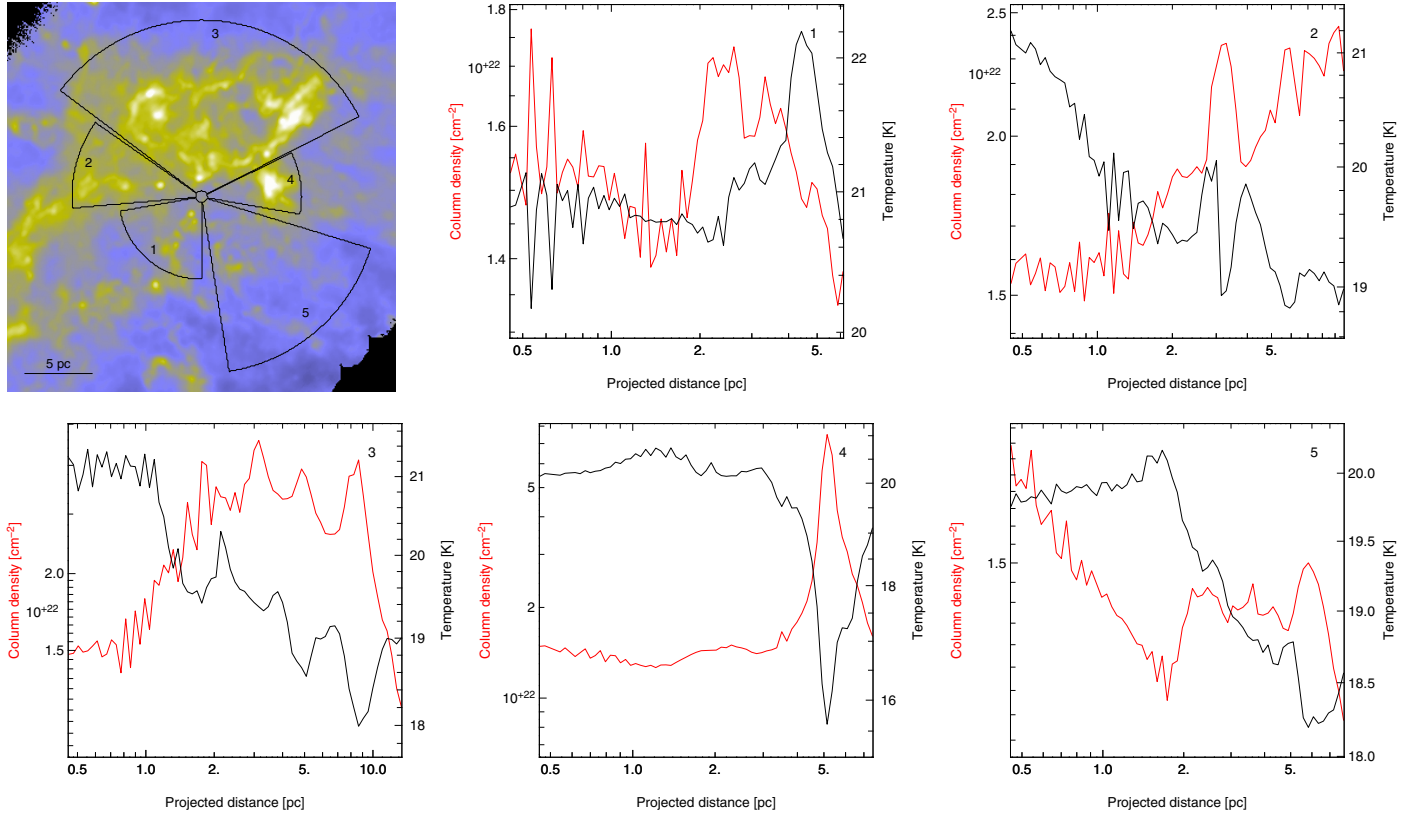 3
2
4
1
5
5 pc
1.8
10+22
1.6
1.4
Column density [cm−2]
1
22
21
20
Temperature [K]
0.5 1.0 2. 5.
Projected distance [pc]
2.5
10+22
2.0
1.5
Column density [cm−2]
2
21
20
19
Temperature [K]
0.5 1.0 2. 5.
Projected distance [pc]
2.0
10+22
1.5
Column density [cm−2]
3
21
20
19
18
Temperature [K]
0.5 1.0 2. 5. 10.0
Projected distance [pc]
5
2
10+22
Column density [cm−2]
4
20
18
16
Temperature [K]
0.5 1.0 2. 5.
Projected distance [pc]
1.5
Column density [cm−2]
5
20.0
19.5
19.0
18.5
18.0
Temperature [K]
0.5 1.0 2. 5.
Projected distance [pc]